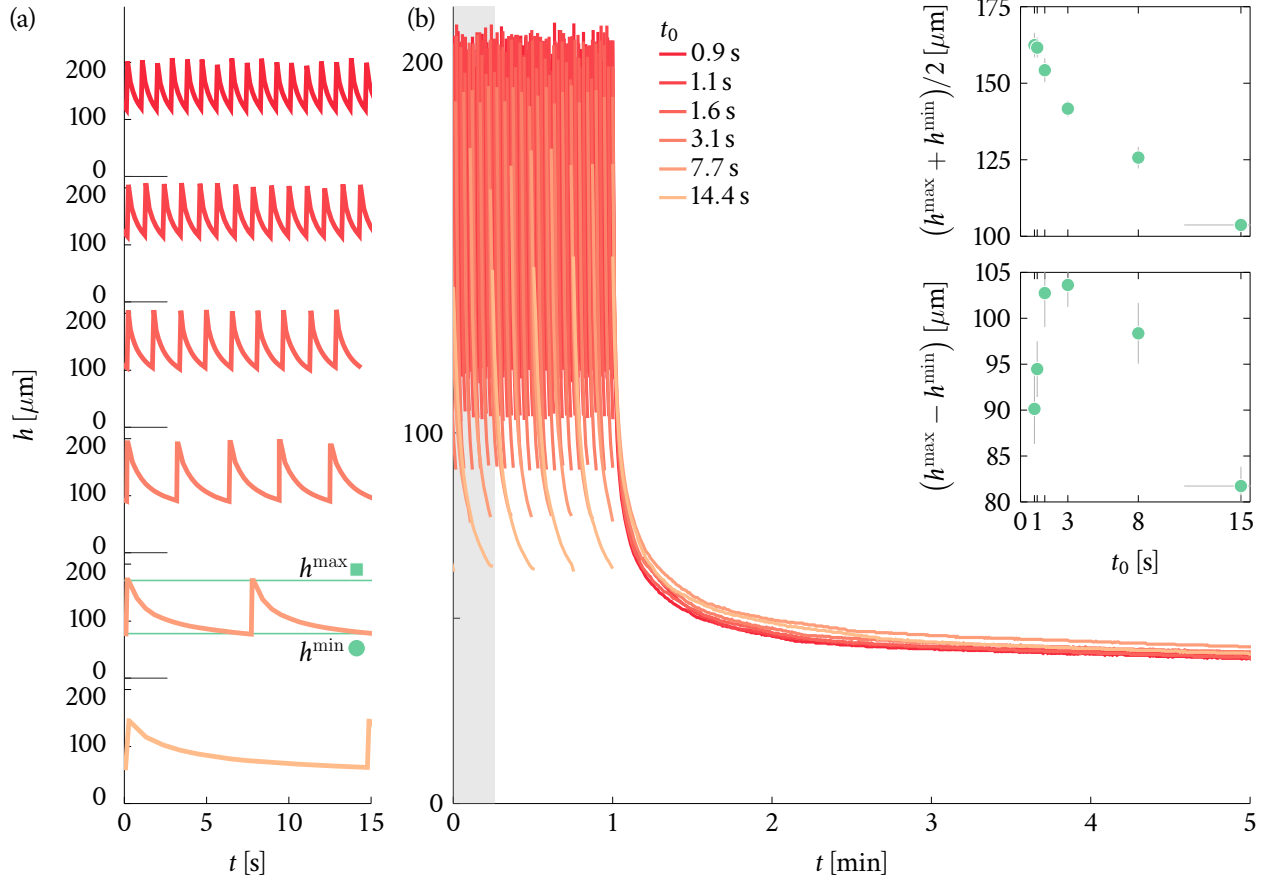 (a)
200
100
0
200
100
0
200
100
0
200
100
0
200
100
0
200
100
0
h [μm]
h^max
h^min
0 5 10 15
t [s]
(b)
200
100
0
t_0
0.9 s
1.1 s
1.6 s
3.1 s
7.7 s
14.4 s
0 1 2 3 4 5
t [min]
175
150
125
100
(h^max + h^min)/2 [μm]
105
100
95
90
85
80
(h^max − h^min) [μm]
0 1 3 8 15
t_0 [s]